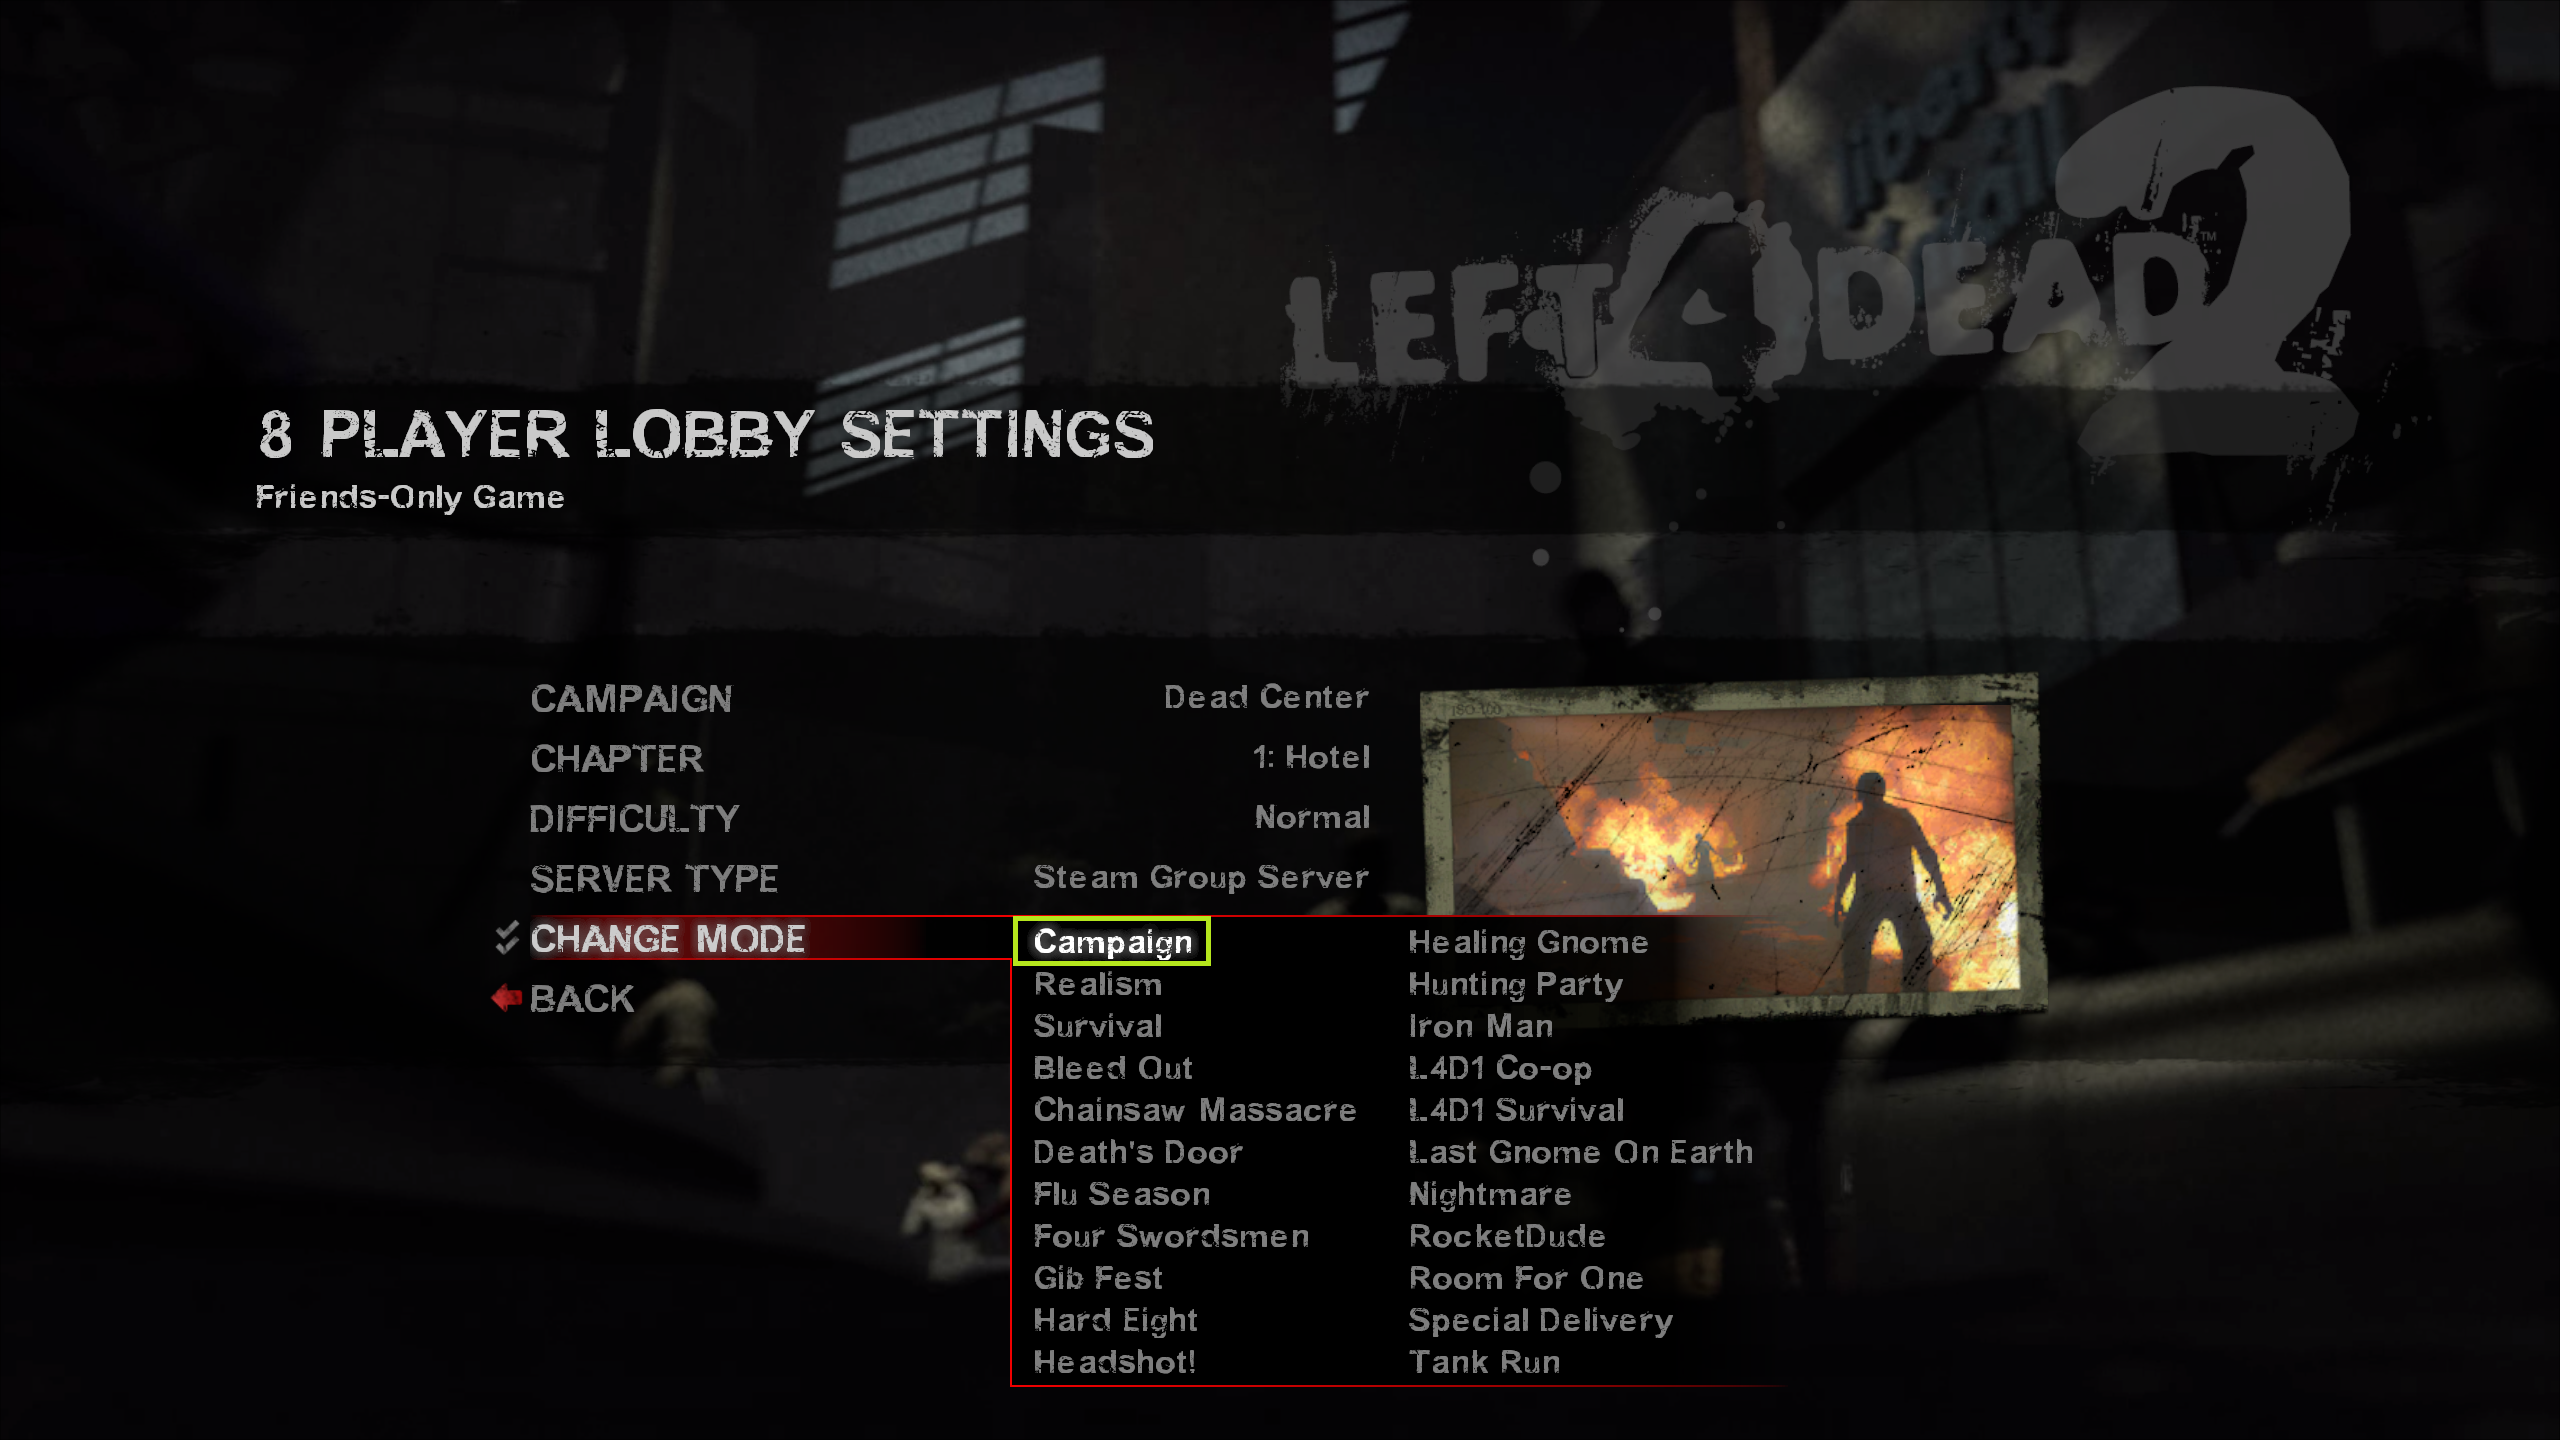 LEFT 4 DEAD 2 ™
8 PLAYER LOBBY SETTINGS
Friends-Only Game
CAMPAIGN Dead Center
CHAPTER 1: Hotel
DIFFICULTY Normal
SERVER TYPE Steam Group Server
CHANGE MODE
BACK
Campaign
Realism
Survival
Bleed Out
Chainsaw Massacre
Death's Door
Flu Season
Four Swordsmen
Gib Fest
Hard Eight
Headshot!
Healing Gnome
Hunting Party
Iron Man
L4D1 Co-op
L4D1 Survival
Last Gnome On Earth
Nightmare
RocketDude
Room For One
Special Delivery
Tank Run